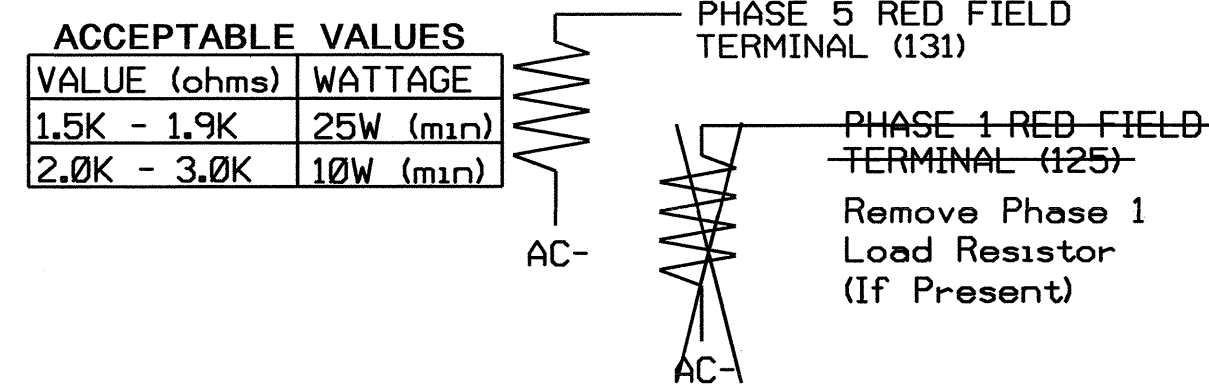 ACCEPTABLE VALUES
VALUE (ohms) WATTAGE
1.5K - 1.9K 25W (min)
2.0K - 3.0K 10W (min)
PHASE 5 RED FIELD
TERMINAL (131)
AC-
PHASE 1 RED FIELD
TERMINAL (125)
Remove Phase 1
Load Resistor
(If Present)
AC-